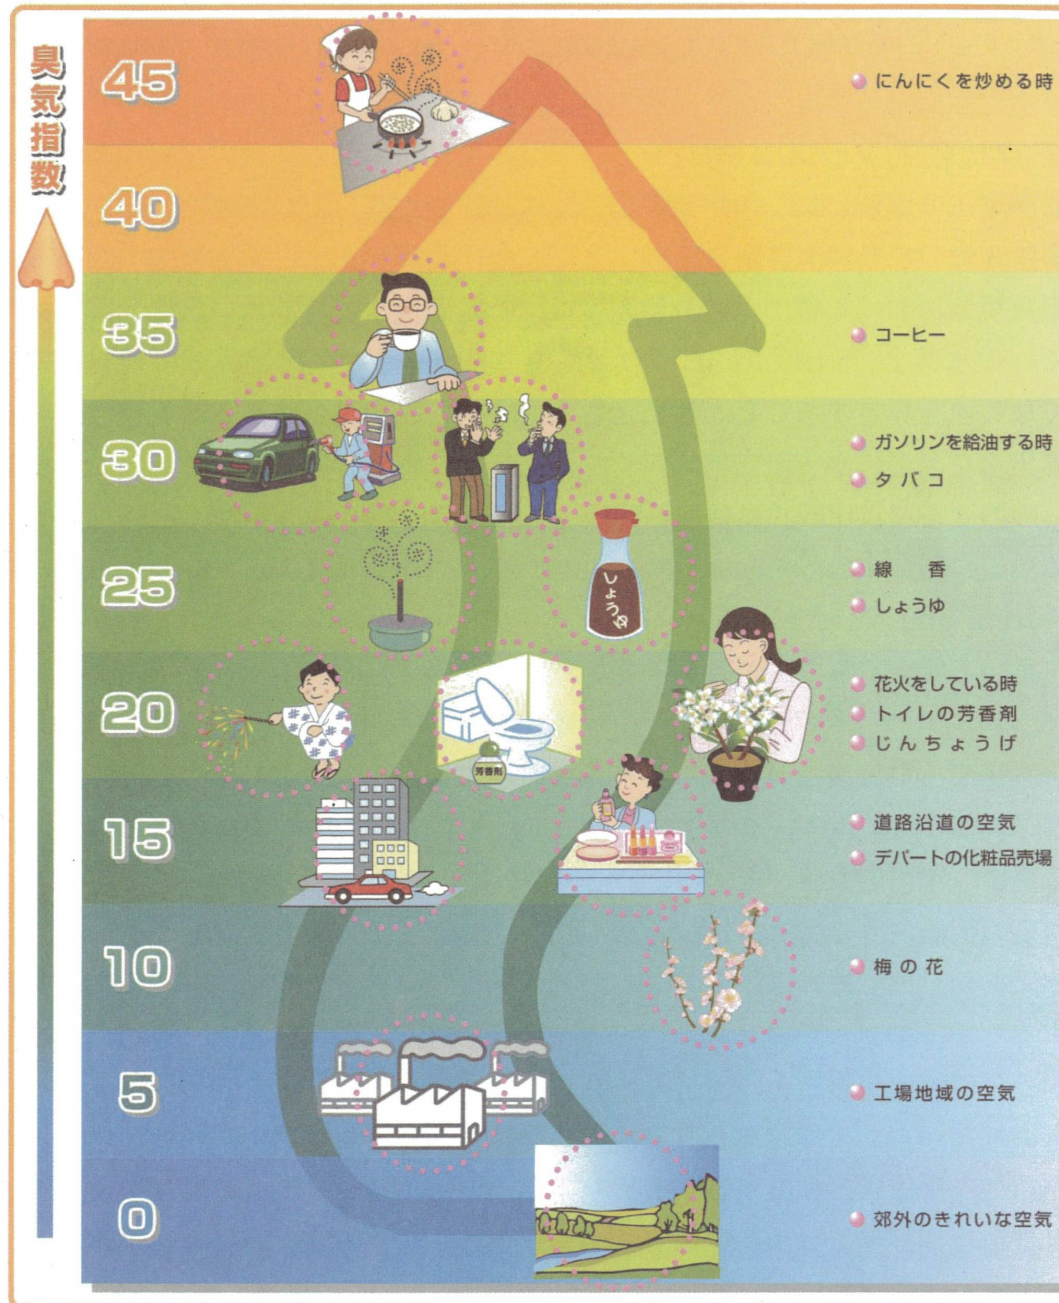 臭気指数
45
にんにくを炒める時
40
35
コーヒー
30
ガソリンを給油する時
タバコ
25
線 香
しょうゆ
しょうゆ
20
花火をしている時
トイレの芳香剤
じんちょうげ
芳香剤
15
道路沿道の空気
デパートの化粧品売場
10
梅の花
5
工場地域の空気
0
郊外のきれいな空気